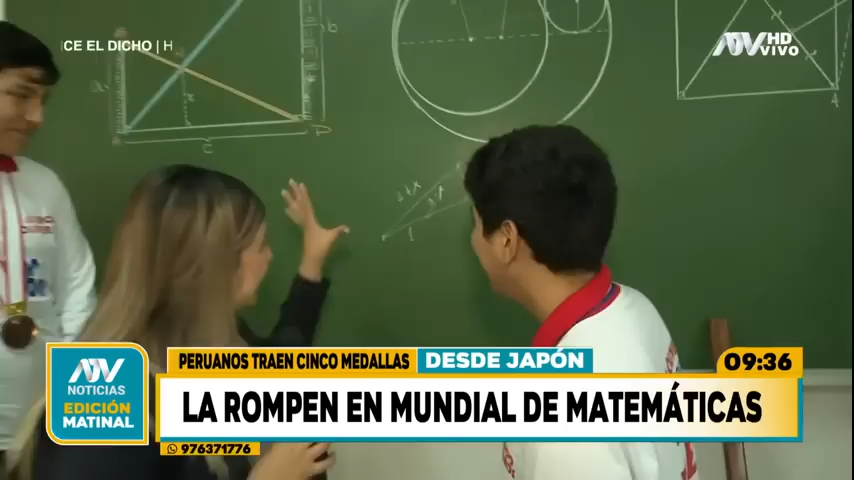 CE EL DICHO | H
ATV HD
VIVO
PERUANOS TRAEN CINCO MEDALLAS
DESDE JAPÓN
09:36
ATV
NOTICIAS
EDICIÓN
MATINAL
LA ROMPEN EN MUNDIAL DE MATEMÁTICAS
976371776